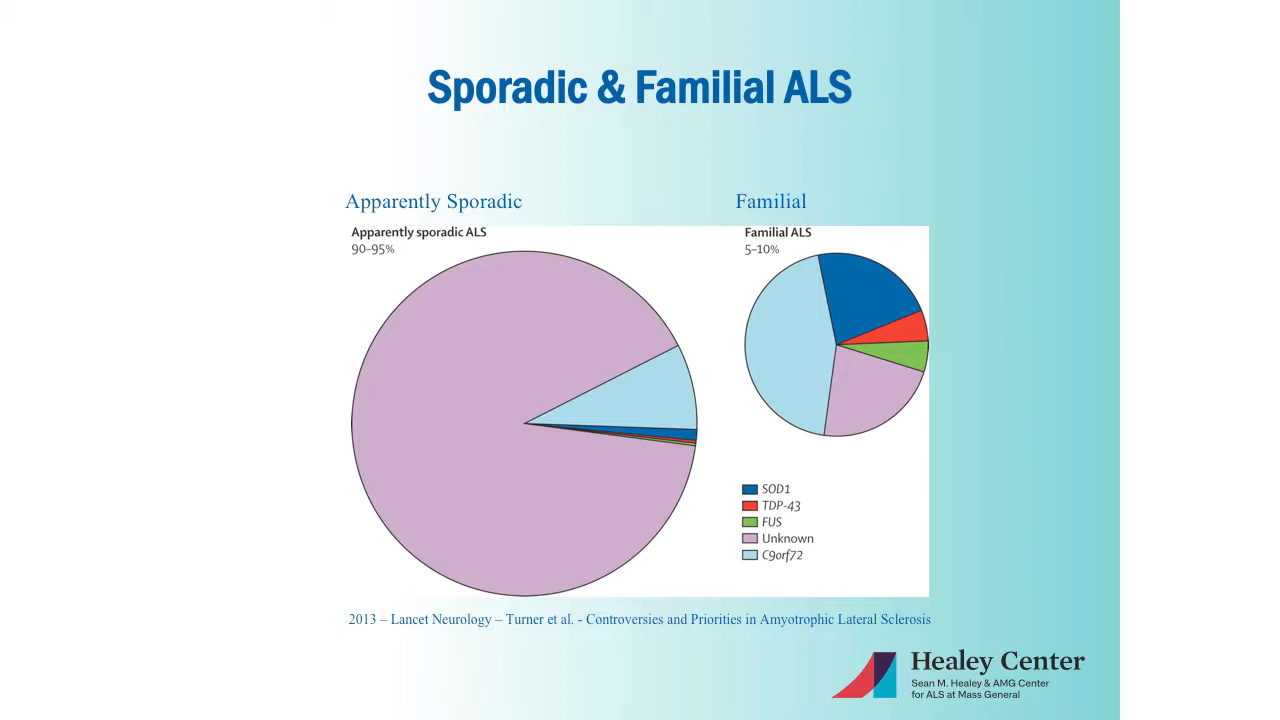 Sporadic & Familial ALS
Apparently Sporadic
Familial
Apparently sporadic ALS
90–95%
Familial ALS
5–10%
SOD1
TDP-43
FUS
Unknown
C9orf72
2013 – Lancet Neurology – Turner et al. - Controversies and Priorities in Amyotrophic Lateral Sclerosis
Healey Center
Sean M. Healey & AMG Center
for ALS at Mass General